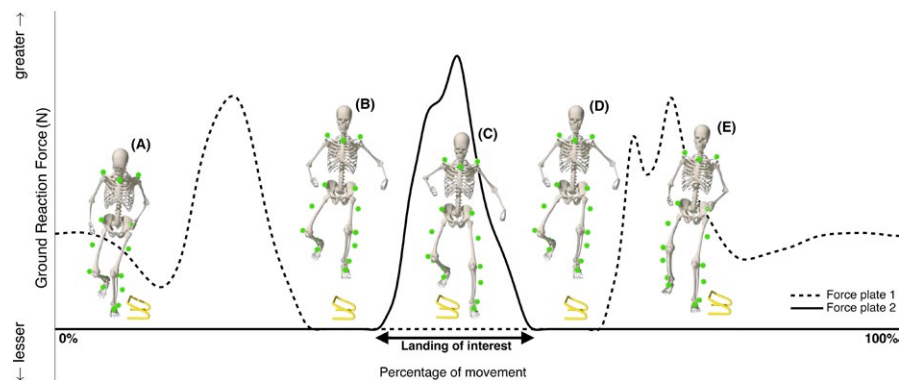 greater →
Ground Reaction Force (N)
← lesser
(A)
(B)
(C)
(D)
(E)
Force plate 1
Force plate 2
0%
100%
Landing of interest
Percentage of movement